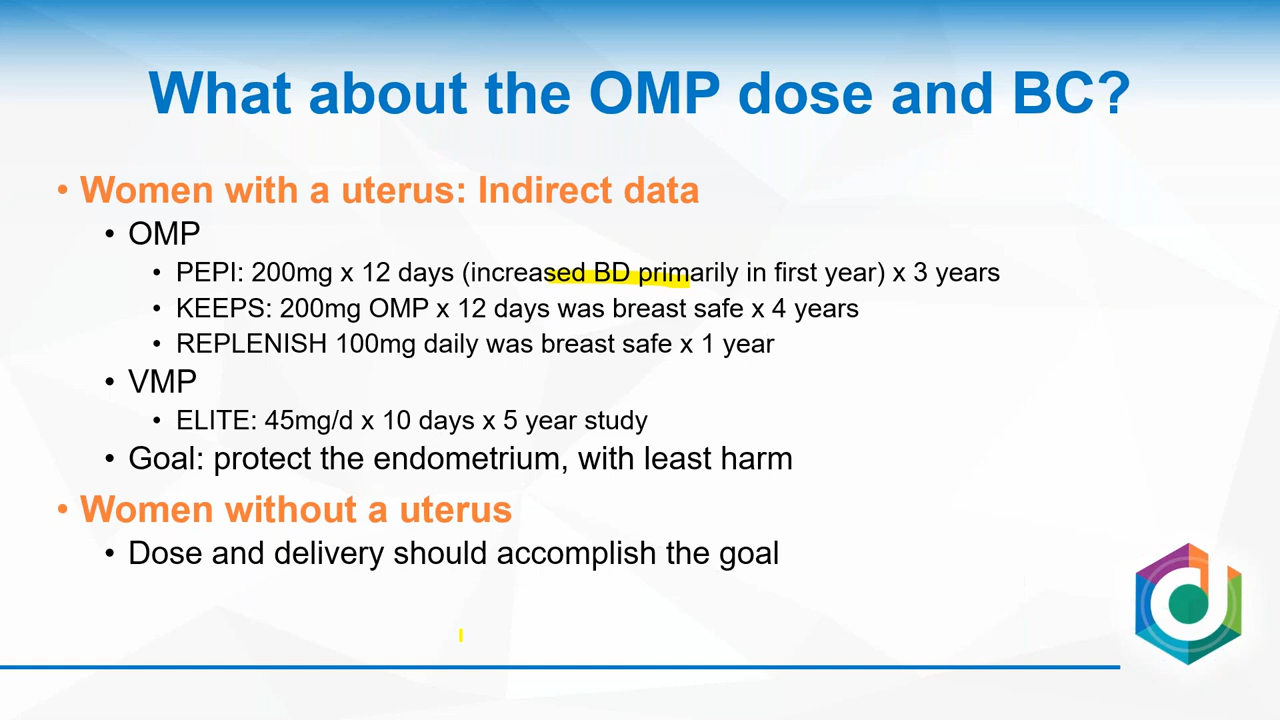 What about the OMP dose and BC?
• Women with a uterus: Indirect data
• OMP
• PEPI: 200mg x 12 days (increased BD primarily in first year) x 3 years
• KEEPS: 200mg OMP x 12 days was breast safe x 4 years
• REPLENISH 100mg daily was breast safe x 1 year
• VMP
• ELITE: 45mg/d x 10 days x 5 year study
• Goal: protect the endometrium, with least harm
• Women without a uterus
• Dose and delivery should accomplish the goal